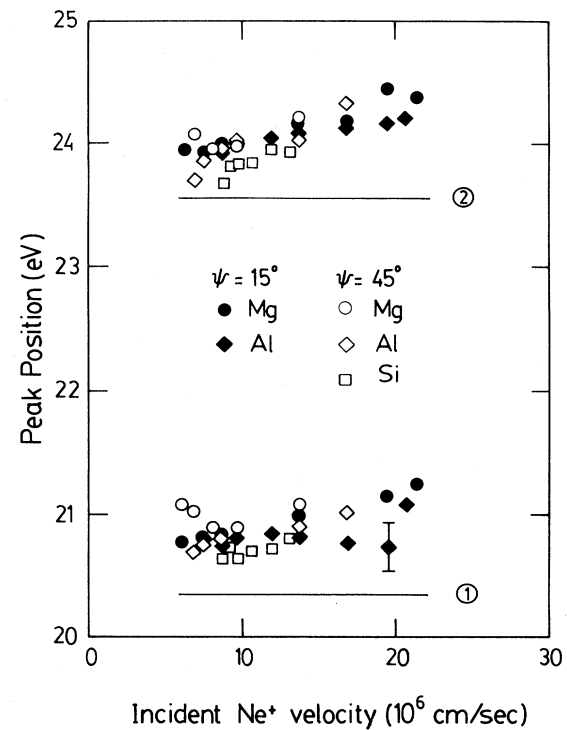 25
24
②
23
ψ = 15° ψ = 45°
Mg Mg
Al Al
Si
22
21
①
20
0 10 20 30
Peak Position (eV)
Incident Ne⁺ velocity (10⁶ cm/sec)